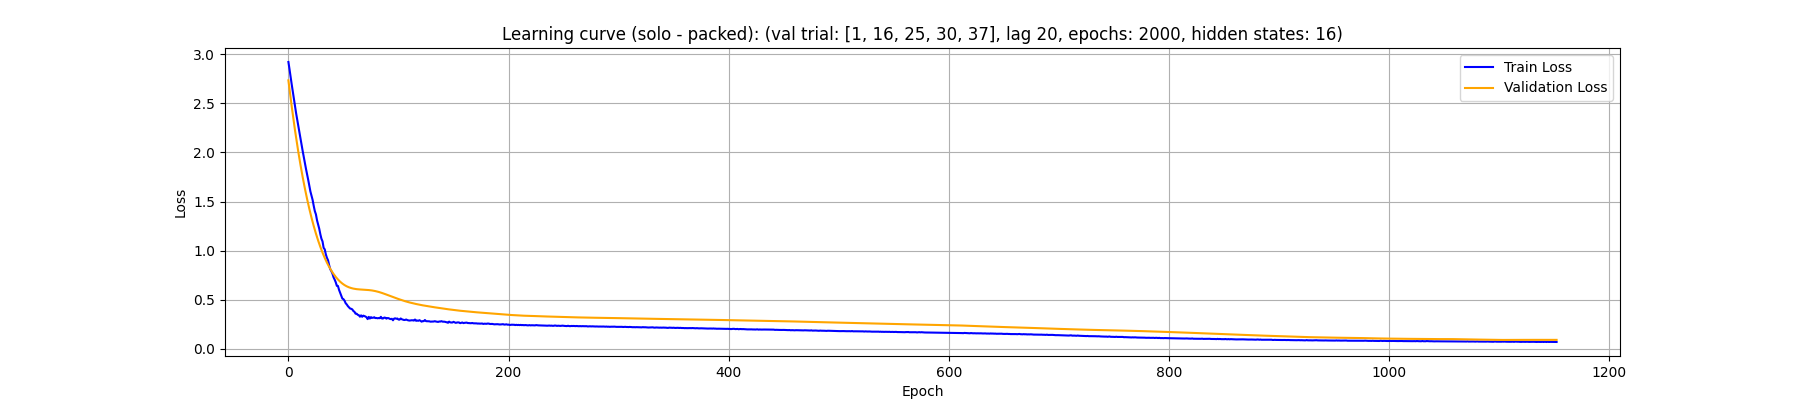 Learning curve (solo - packed): (val trial: [1, 16, 25, 30, 37], lag 20, epochs: 2000, hidden states: 16)
3.0
2.5
2.0
1.5
1.0
0.5
0.0
Loss
Train Loss
Validation Loss
0 200 400 600 800 1000 1200
Epoch